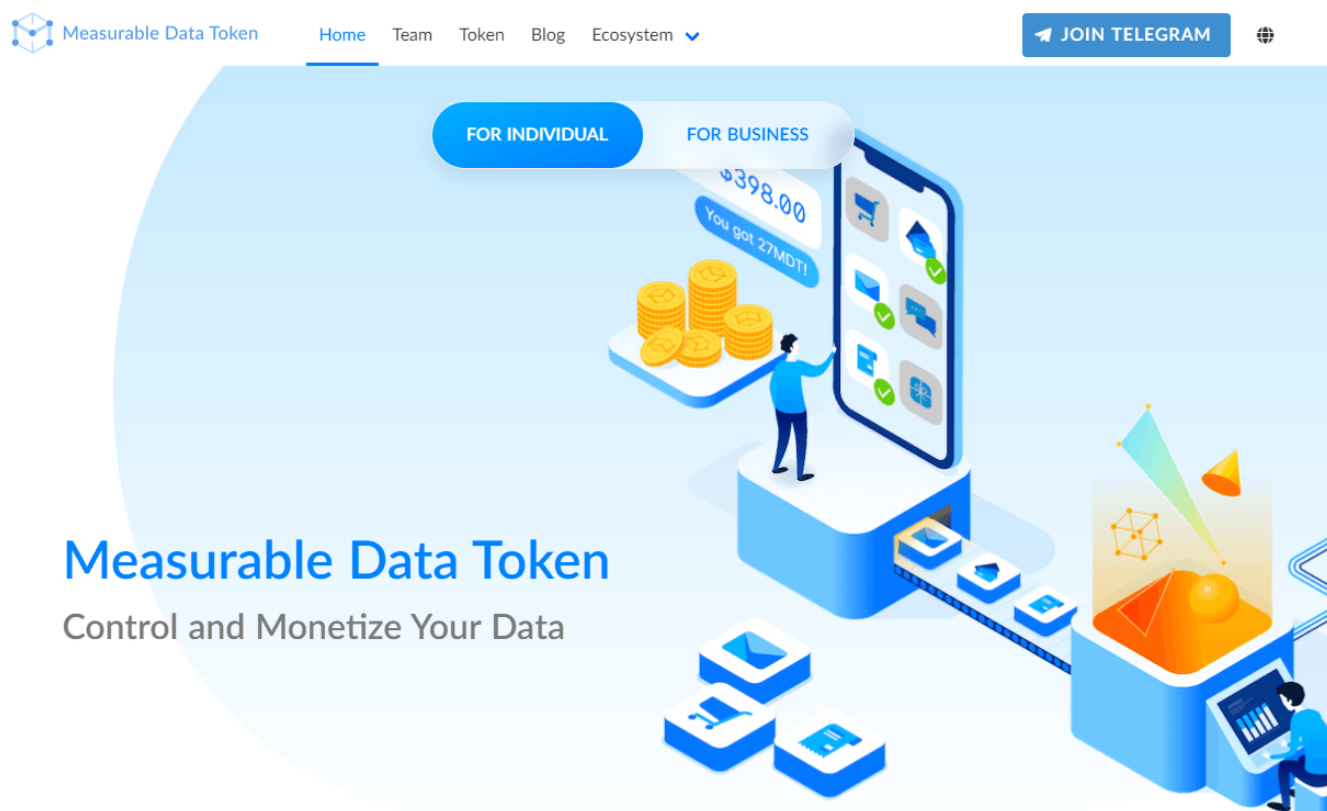 Measurable Data Token
Home Team Token Blog Ecosystem
JOIN TELEGRAM
FOR INDIVIDUAL FOR BUSINESS
$398.00
You got 27MDT!
Measurable Data Token
Control and Monetize Your Data